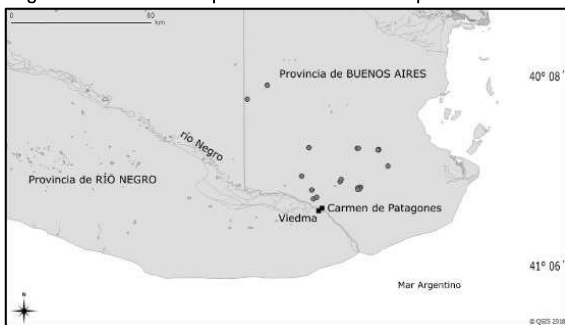 0 80
km
Provincia de BUENOS AIRES
40° 08'
río Negro
Provincia de RÍO NEGRO
Carmen de Patagones
Viedma
41° 06'
Mar Argentino
© QGIS 2018